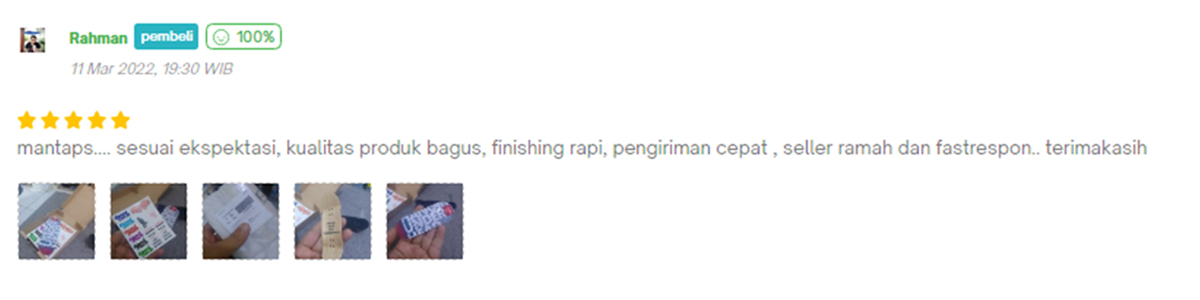 Rahman pembeli 100%
11 Mar 2022, 19:30 WIB
mantaps.... sesuai ekspektasi, kualitas produk bagus, finishing rapi, pengiriman cepat , seller ramah dan fastrespon.. terimakasih